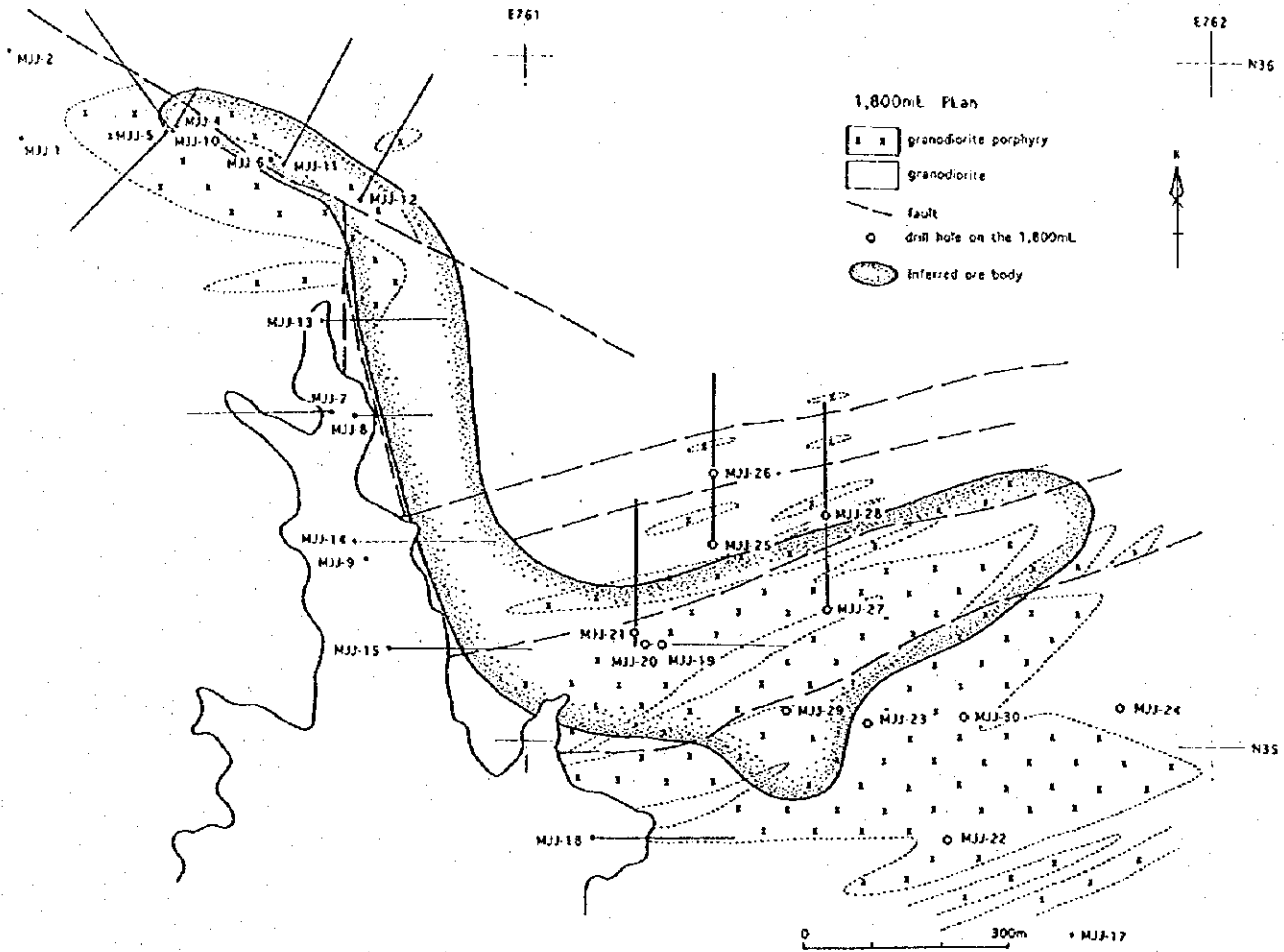 E761
E762
MJJ-2
N36
1,800mL PLan
MJJ-4
MJJ-1
MJJ-5
MJJ-10
granodiorite porphyry
MJJ-6
MJJ-11
granodiorite
N
MJJ-12
fault
drill hole on the 1,800mL
Inferred ore body
MJJ-13
MJJ-7
MJJ-8
MJJ-26
MJJ-28
MJJ-14
MJJ-25
MJJ-9
MJJ-27
MJJ-21
MJJ-15
MJJ-20
MJJ-19
MJJ-29
MJJ-23
MJJ-30
MJJ-24
N35
MJJ-18
MJJ-22
0 300m
MJJ-17